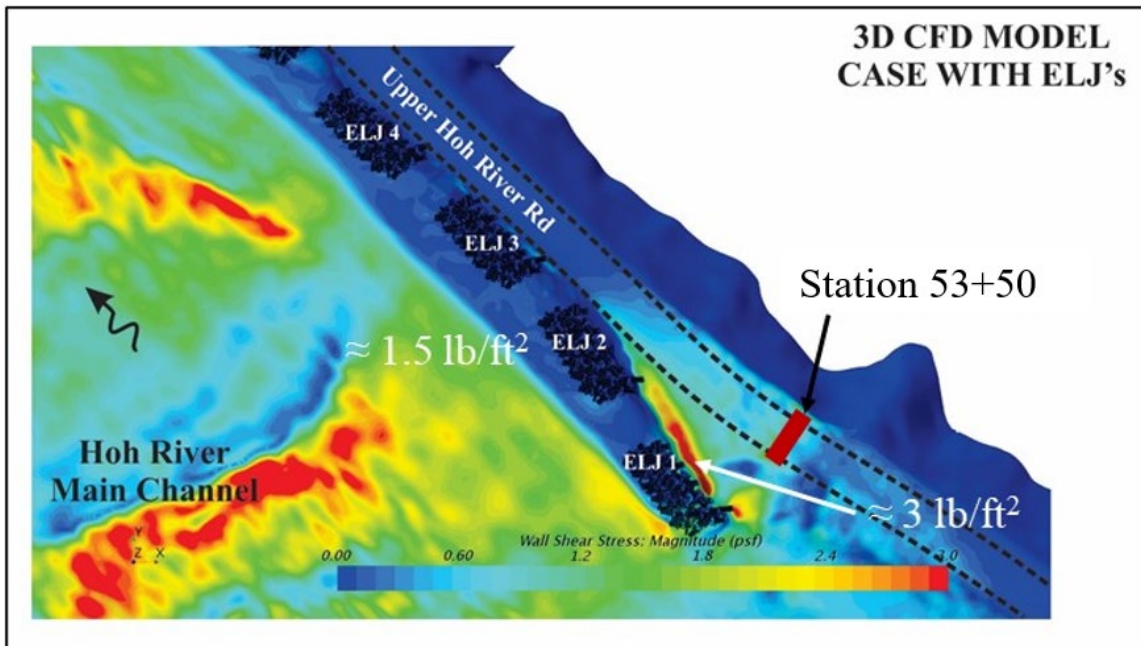 3D CFD MODEL
CASE WITH ELJ's
Upper Hoh River Rd
ELJ 4
ELJ 3
Station 53+50
ELJ 2
≈ 1.5 lb/ft²
Hoh River
Main Channel
ELJ 1
≈ 3 lb/ft²
Y
Z X
Wall Shear Stress: Magnitude (psf)
0.00 0.60 1.2 1.8 2.4 3.0